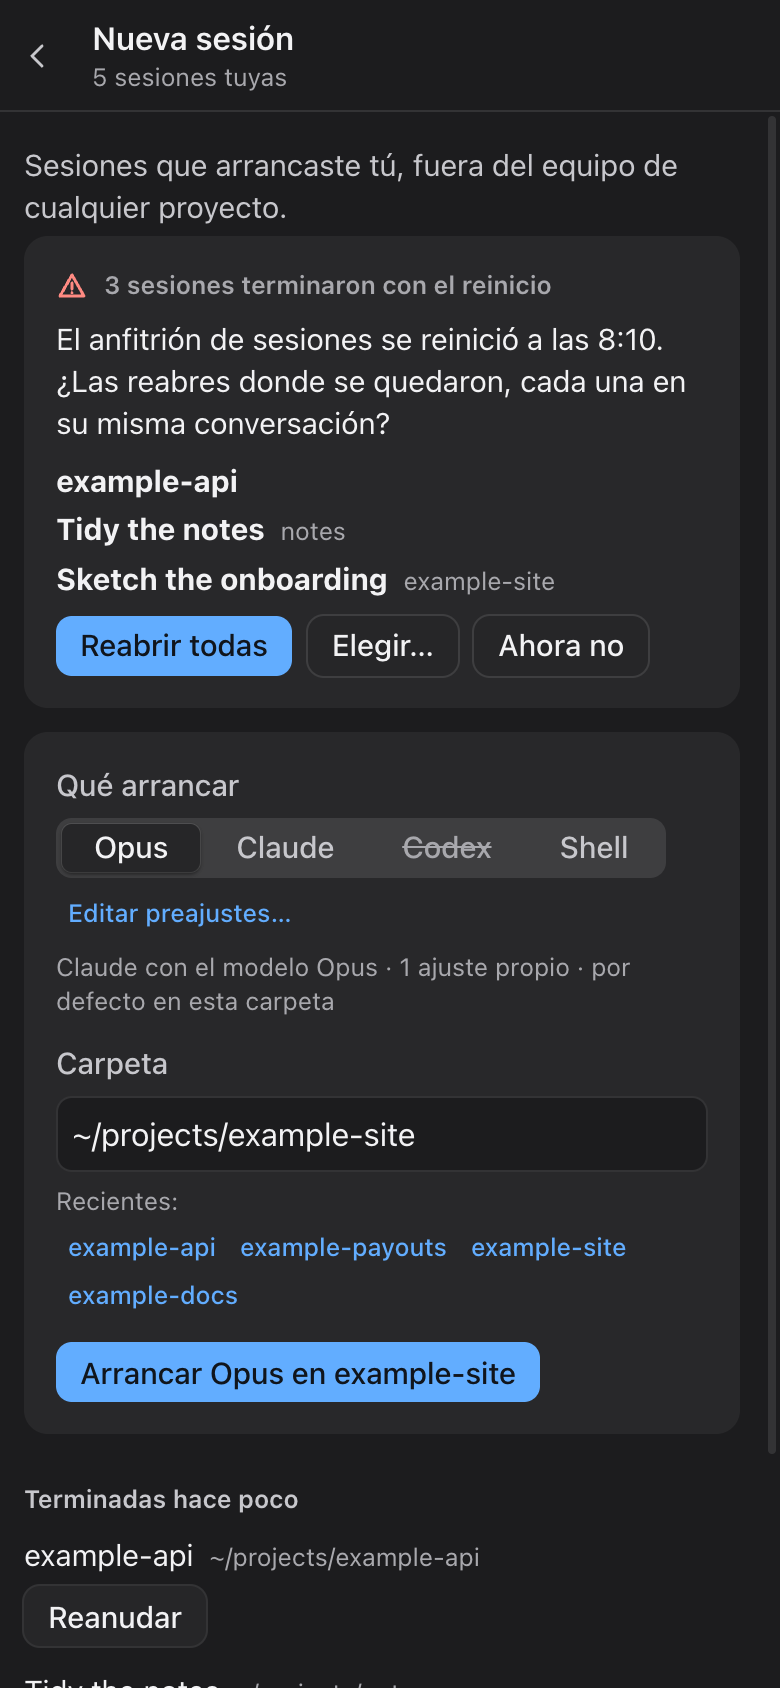 Nueva sesión
5 sesiones tuyas
Sesiones que arrancaste tú, fuera del equipo de
cualquier proyecto.
3 sesiones terminaron con el reinicio
El anfitrión de sesiones se reinició a las 8:10.
¿Las reabres donde se quedaron, cada una en
su misma conversación?
example-api
Tidy the notes notes
Sketch the onboarding example-site
Reabrir todas Elegir... Ahora no
Qué arrancar
Opus Claude Codex Shell
Editar preajustes...
Claude con el modelo Opus · 1 ajuste propio · por
defecto en esta carpeta
Carpeta
~/projects/example-site
Recientes:
example-api example-payouts example-site
example-docs
Arrancar Opus en example-site
Terminadas hace poco
example-api ~/projects/example-api
Reanudar
Tidy the notes